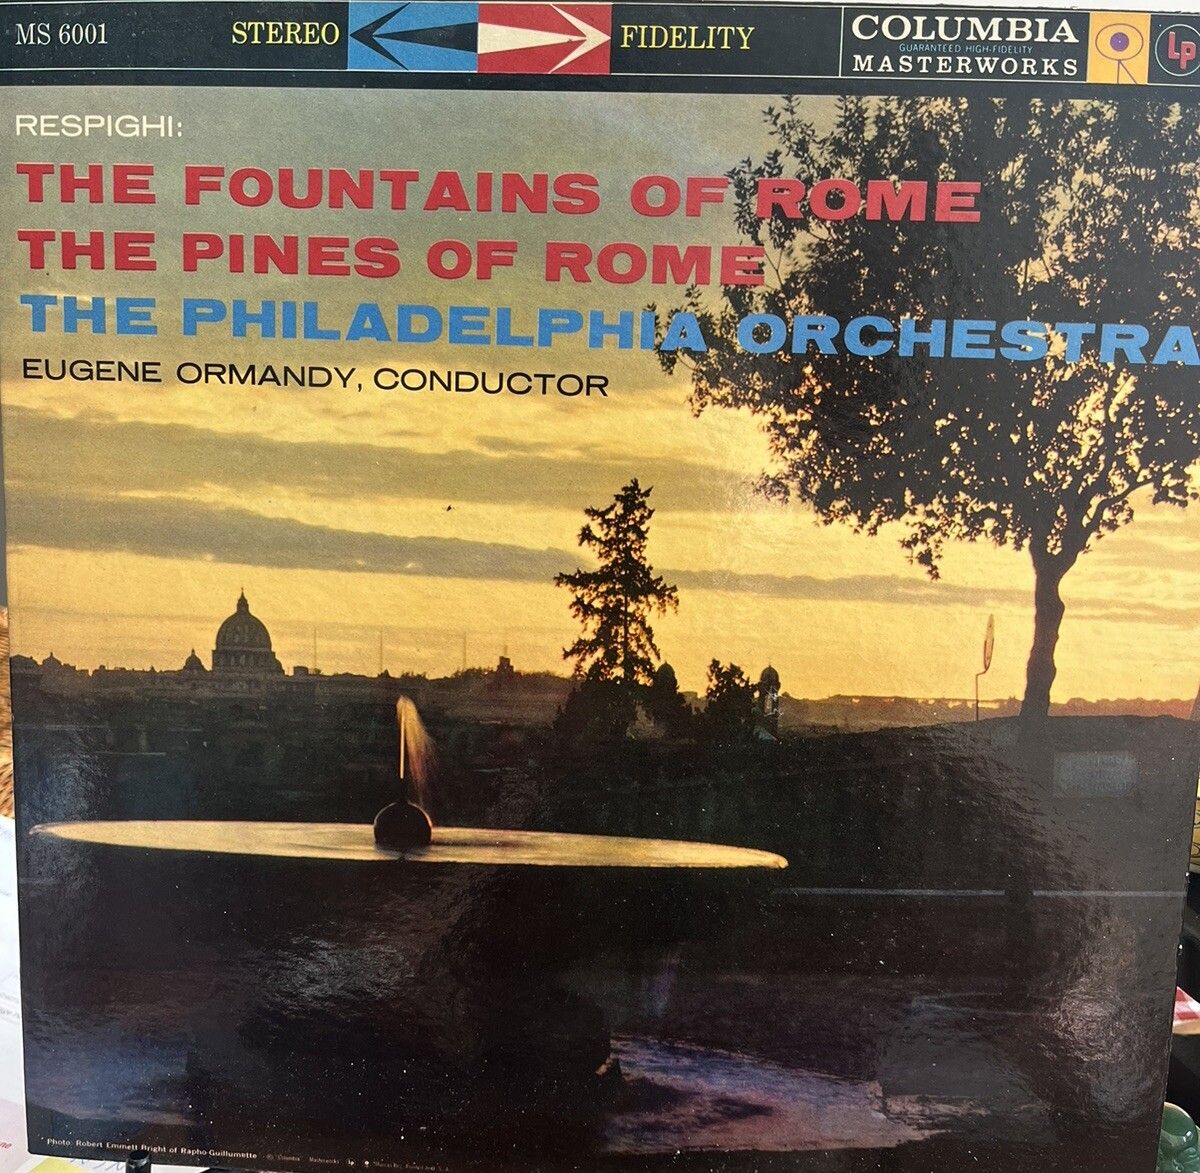 MS 6001
STEREO FIDELITY
COLUMBIA
GUARANTEED HIGH-FIDELITY
MASTERWORKS
Lp
RESPIGHI:
THE FOUNTAINS OF ROME
THE PINES OF ROME
THE PHILADELPHIA ORCHESTRA
EUGENE ORMANDY, CONDUCTOR
Photo: Robert Emmett Bright of Rapho-Guillumette